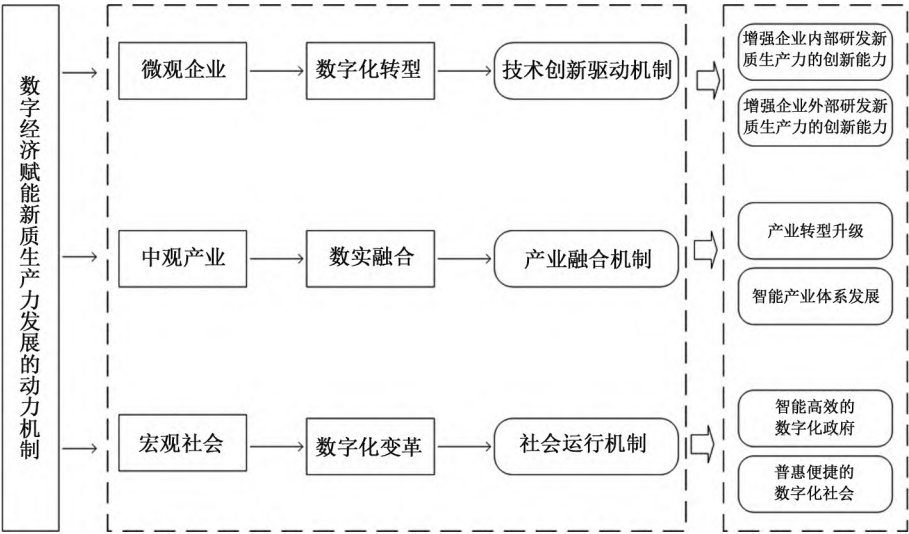 数字经济赋能新质生产力发展的动力机制
微观企业
数字化转型
技术创新驱动机制
增强企业内部研发新
质生产力的创新能力
增强企业外部研发新
质生产力的创新能力
中观产业
数实融合
产业融合机制
产业转型升级
智能产业体系发展
宏观社会
数字化变革
社会运行机制
智能高效的
数字化政府
普惠便捷的
数字化社会